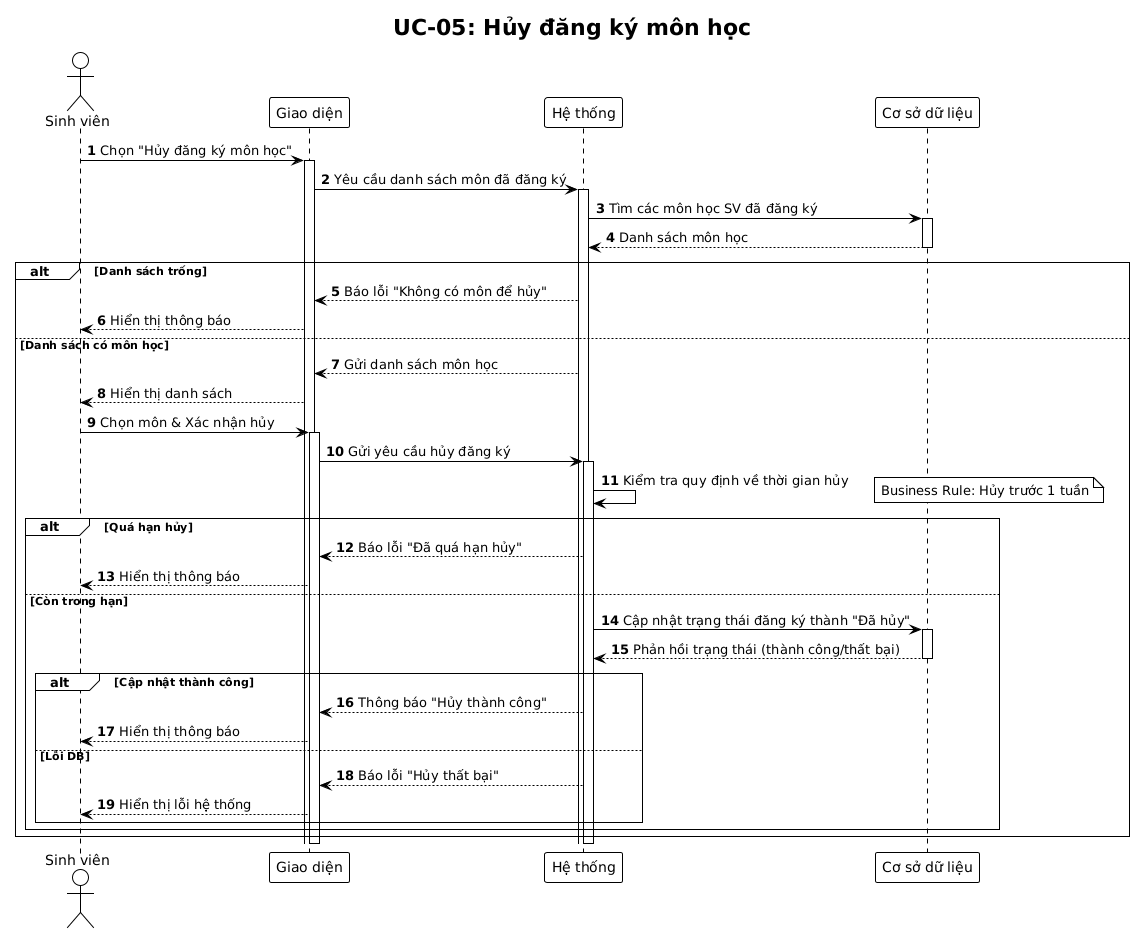 UC-05: Hủy đăng ký môn học
Sinh viên
Giao diện
Hệ thống
Cơ sở dữ liệu
1 Chọn "Hủy đăng ký môn học"
2 Yêu cầu danh sách môn đã đăng ký
3 Tìm các môn học SV đã đăng ký
4 Danh sách môn học
alt [Danh sách trống]
5 Báo lỗi "Không có môn để hủy"
6 Hiển thị thông báo
[Danh sách có môn học]
7 Gửi danh sách môn học
8 Hiển thị danh sách
9 Chọn môn & Xác nhận hủy
10 Gửi yêu cầu hủy đăng ký
11 Kiểm tra quy định về thời gian hủy
Business Rule: Hủy trước 1 tuần
alt [Quá hạn hủy]
12 Báo lỗi "Đã quá hạn hủy"
13 Hiển thị thông báo
[Còn trong hạn]
14 Cập nhật trạng thái đăng ký thành "Đã hủy"
15 Phản hồi trạng thái (thành công/thất bại)
alt [Cập nhật thành công]
16 Thông báo "Hủy thành công"
17 Hiển thị thông báo
[Lỗi DB]
18 Báo lỗi "Hủy thất bại"
19 Hiển thị lỗi hệ thống
Sinh viên
Giao diện
Hệ thống
Cơ sở dữ liệu